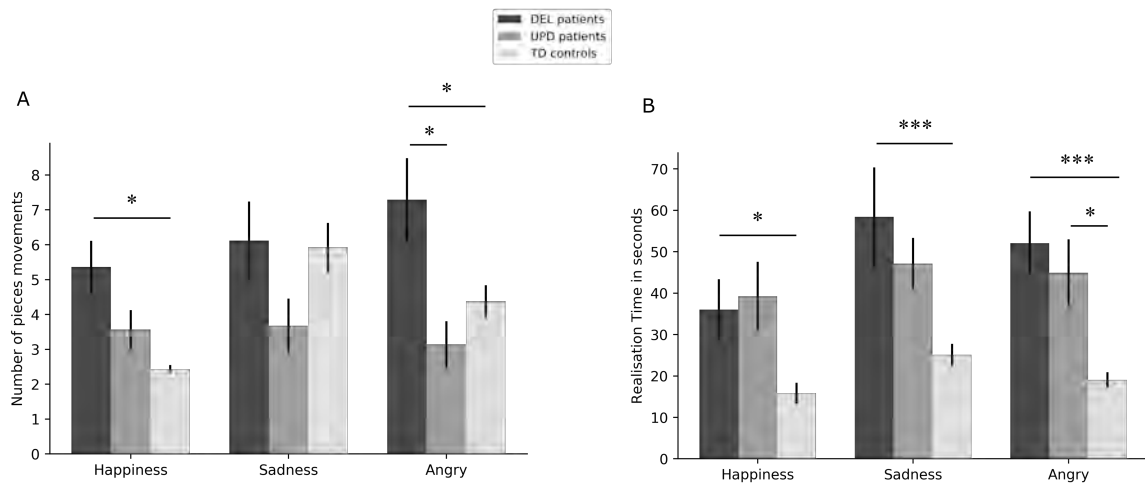 DEL patients
UPD patients
TD controls
A
B
*
*
*
*
***
***
*
Number of pieces movements
8
7
6
5
4
3
2
1
0
Happiness
Sadness
Angry
Realisation Time in seconds
70
60
50
40
30
20
10
0
Happiness
Sadness
Angry